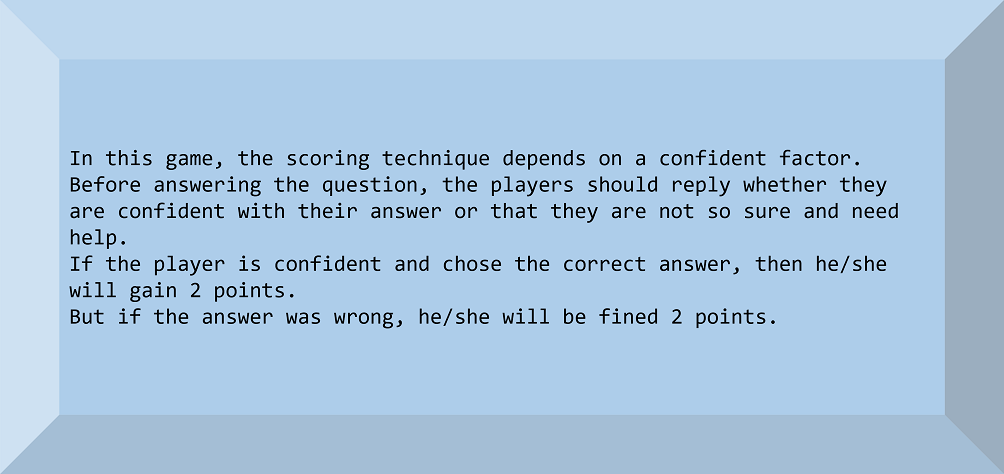 In this game, the scoring technique depends on a confident factor.
Before answering the question, the players should reply whether they
are confident with their answer or that they are not so sure and need
help.
If the player is confident and chose the correct answer, then he/she
will gain 2 points.
But if the answer was wrong, he/she will be fined 2 points.